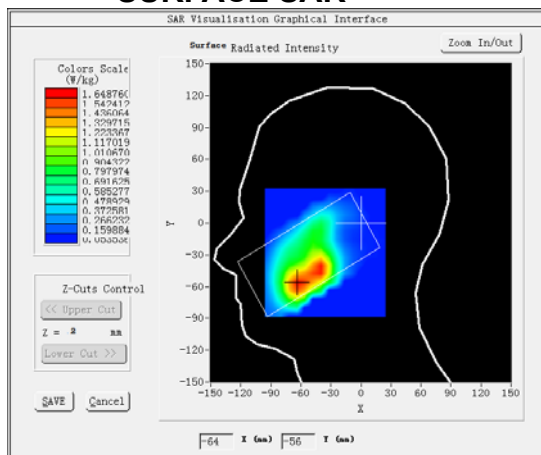 SURFACE SAR
SAR Visualisation Graphical Interface
Surface Radiated Intensity
Zoom In/Out
Colors Scale
(W/kg)
1.648760
1.542412
1.436064
1.329715
1.223367
1.117019
1.010670
0.904322
0.797974
0.691625
0.585277
0.478929
0.372581
0.266232
0.159884
Z-Cuts Control
<< Upper Cut
Z = 2 mm
Lower Cut >>
SAVE
Cancel
150
120
90
60
30
0
-30
-60
-90
-120
-150
Y
-150 -120 -90 -60 -30 0 30 60 90 120 150
X
-64 X (mm) -56 Y (mm)